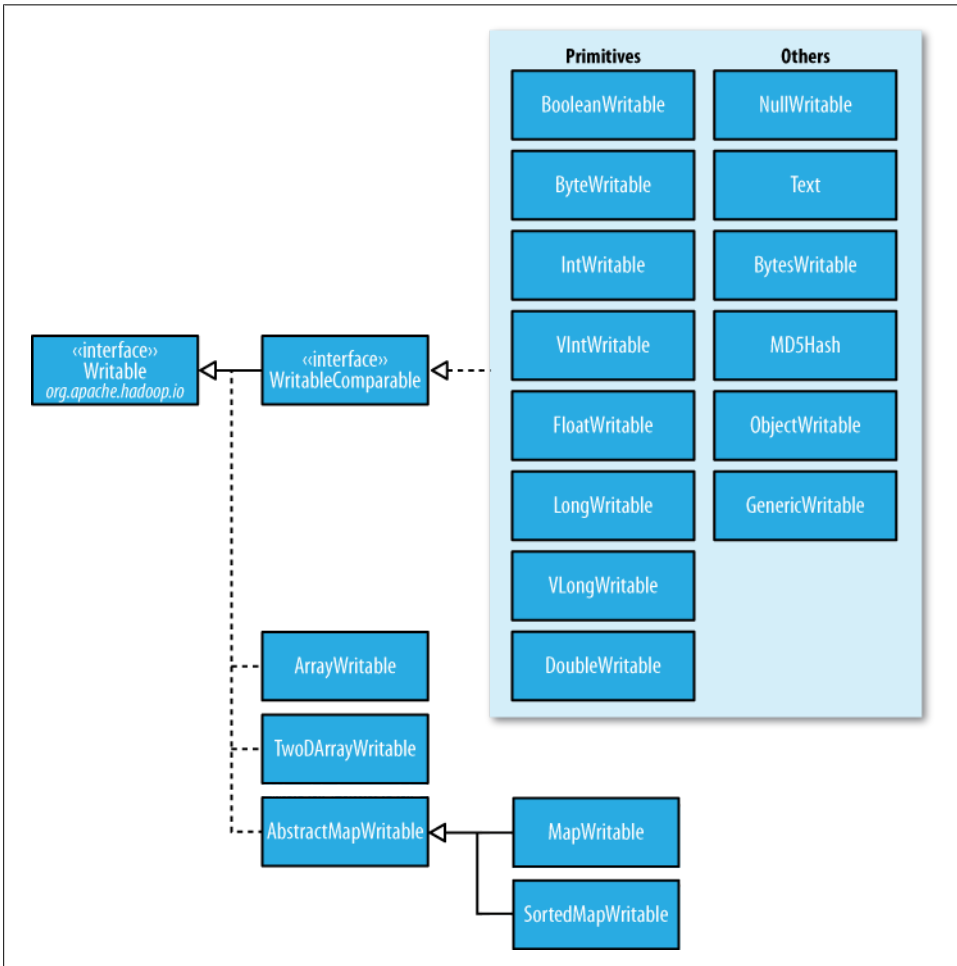 Primitives
Others
BooleanWritable
NullWritable
ByteWritable
Text
IntWritable
BytesWritable
VIntWritable
MD5Hash
FloatWritable
ObjectWritable
LongWritable
GenericWritable
VLongWritable
DoubleWritable
‹‹interface››
Writable
org.apache.hadoop.io
‹‹interface››
WritableComparable
ArrayWritable
TwoDArrayWritable
AbstractMapWritable
MapWritable
SortedMapWritable